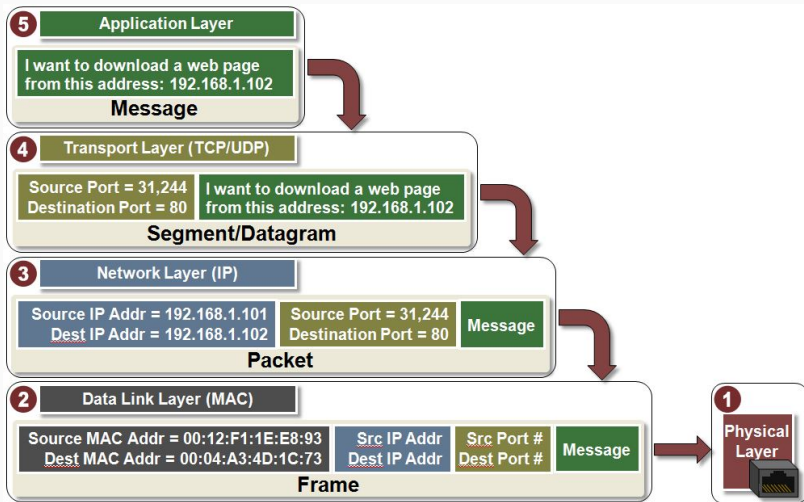 5
Application Layer
I want to download a web page
from this address: 192.168.1.102
Message
4
Transport Layer (TCP/UDP)
Source Port = 31,244
Destination Port = 80
I want to download a web page
from this address: 192.168.1.102
Segment/Datagram
3
Network Layer (IP)
Source IP Addr = 192.168.1.101
Dest IP Addr = 192.168.1.102
Source Port = 31,244
Destination Port = 80
Message
Packet
2
Data Link Layer (MAC)
Source MAC Addr = 00:12:F1:1E:E8:93
Dest MAC Addr = 00:04:A3:4D:1C:73
Src IP Addr
Dest IP Addr
Src Port #
Dest Port #
Message
Frame
1
Physical
Layer